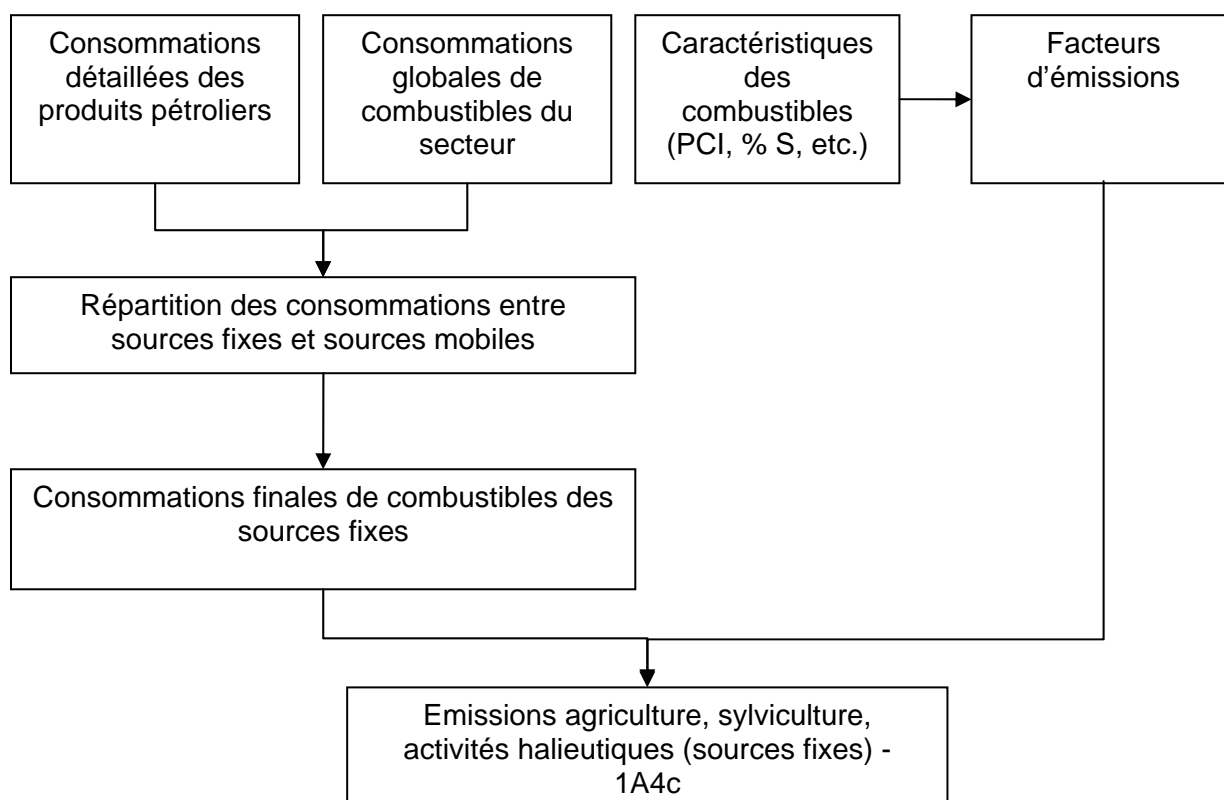 Consommations
détaillées des
produits pétroliers
Consommations
globales de
combustibles du
secteur
Caractéristiques
des
combustibles
(PCI, % S, etc.)
Facteurs
d’émissions
Répartition des consommations entre
sources fixes et sources mobiles
Consommations finales de combustibles des
sources fixes
Emissions agriculture, sylviculture,
activités halieutiques (sources fixes) -
1A4c